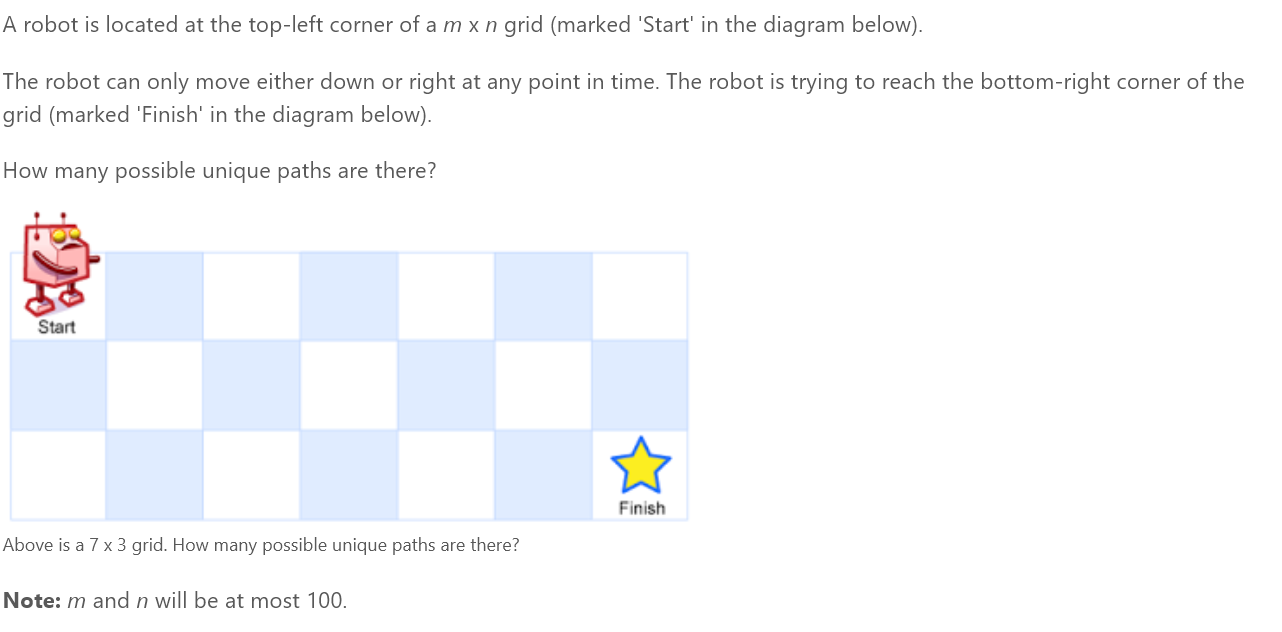 A robot is located at the top-left corner of a m x n grid (marked 'Start' in the diagram below).
The robot can only move either down or right at any point in time. The robot is trying to reach the bottom-right corner of the
grid (marked 'Finish' in the diagram below).
How many possible unique paths are there?
Start
Finish
Above is a 7 x 3 grid. How many possible unique paths are there?
Note: m and n will be at most 100.